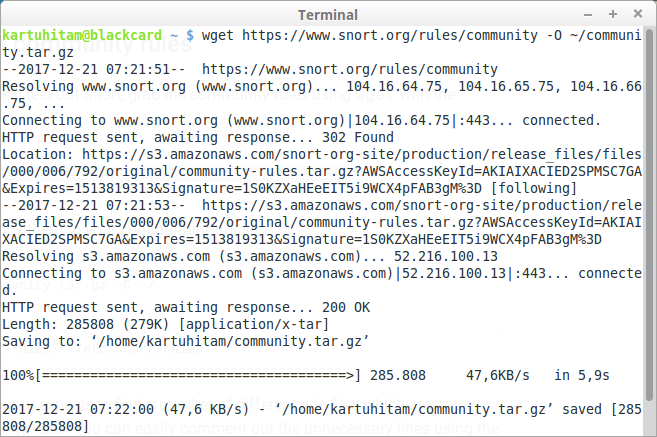 Terminal
kartuhitam@blackcard ~ $ wget https://www.snort.org/rules/community -O ~/communi
ty.tar.gz
--2017-12-21 07:21:51--  https://www.snort.org/rules/community
Resolving www.snort.org (www.snort.org)... 104.16.64.75, 104.16.65.75, 104.16.66
.75, ...
Connecting to www.snort.org (www.snort.org)|104.16.64.75|:443... connected.
HTTP request sent, awaiting response... 302 Found
Location: https://s3.amazonaws.com/snort-org-site/production/release_files/files
/000/006/792/original/community-rules.tar.gz?AWSAccessKeyId=AKIAIXACIED2SPMSC7GA
&Expires=1513819313&Signature=1S0KZXaHEeEIT5i9WCX4pFAB3gM%3D [following]
--2017-12-21 07:21:53--  https://s3.amazonaws.com/snort-org-site/production/rele
ase_files/files/000/006/792/original/community-rules.tar.gz?AWSAccessKeyId=AKIAI
XACIED2SPMSC7GA&Expires=1513819313&Signature=1S0KZXaHEeEIT5i9WCX4pFAB3gM%3D
Resolving s3.amazonaws.com (s3.amazonaws.com)... 52.216.100.13
Connecting to s3.amazonaws.com (s3.amazonaws.com)|52.216.100.13|:443... connecte
d.
HTTP request sent, awaiting response... 200 OK
Length: 285808 (279K) [application/x-tar]
Saving to: ‘/home/kartuhitam/community.tar.gz’
100%[======================================>] 285.808     47,6KB/s   in 5,9s
2017-12-21 07:22:00 (47,6 KB/s) - ‘/home/kartuhitam/community.tar.gz’ saved [285
808/285808]